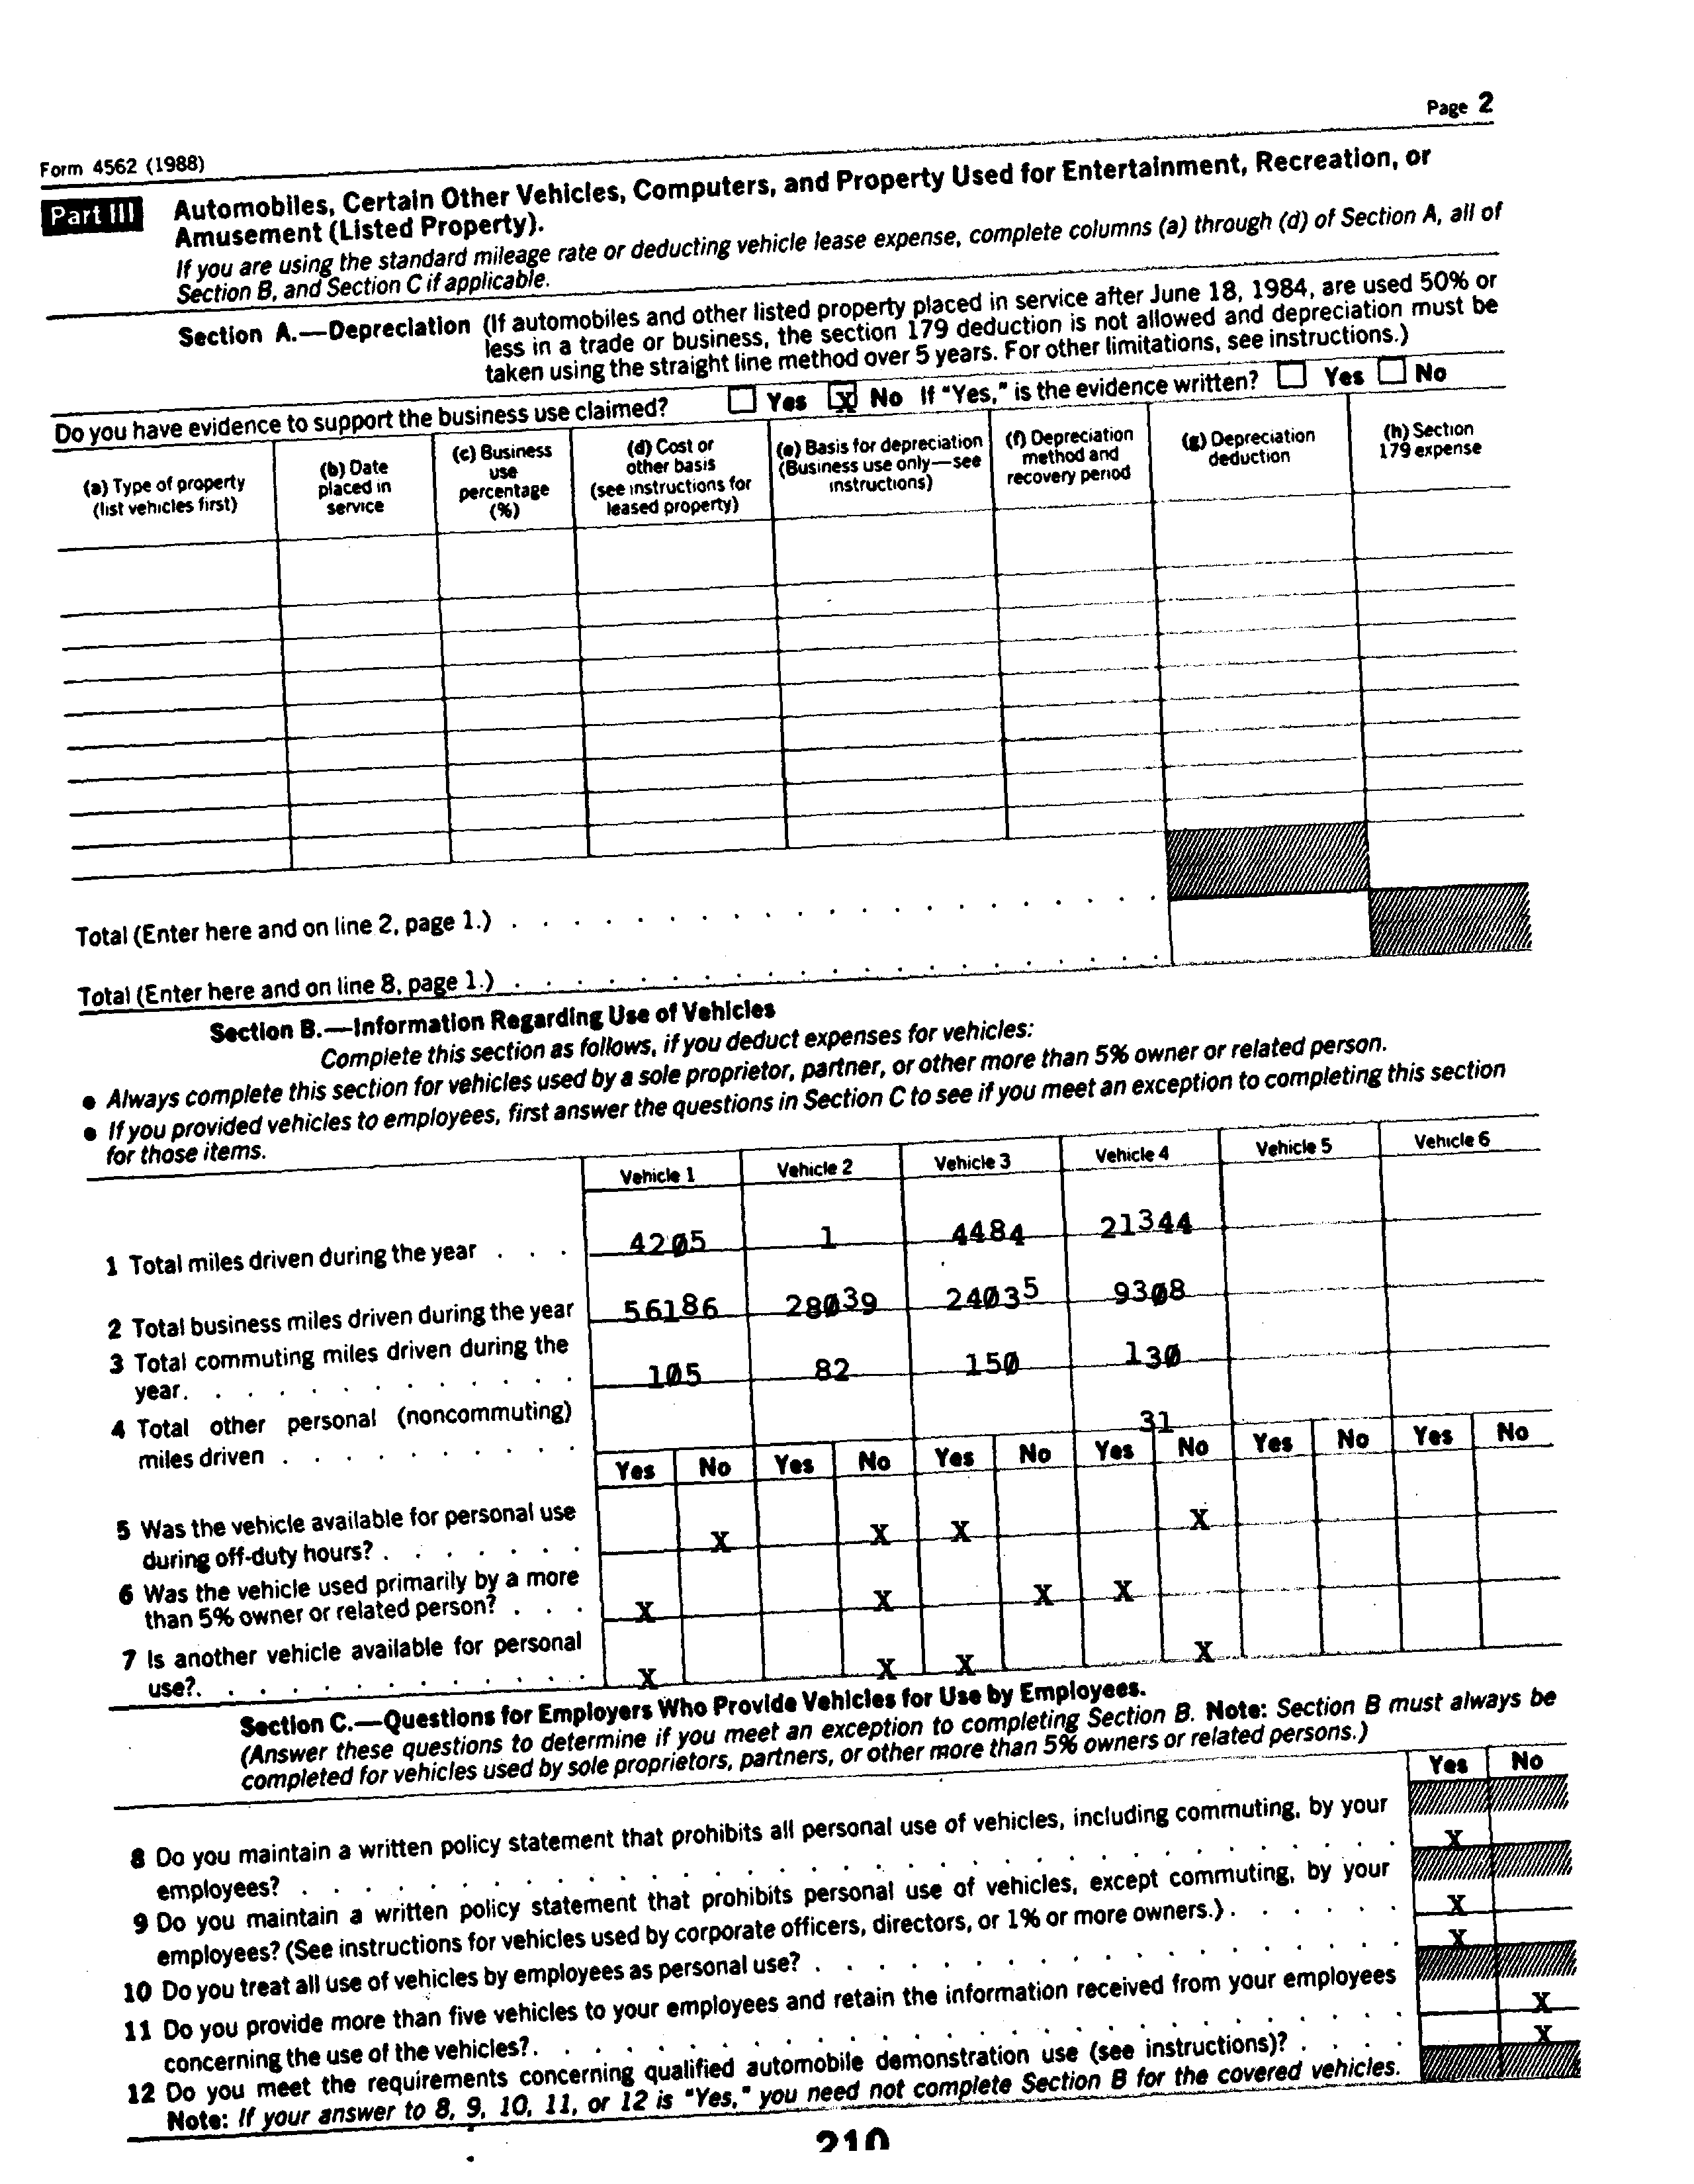 Page 2
Form 4562 (1988)
Part III Automobiles, Certain Other Vehicles, Computers, and Property Used for Entertainment, Recreation, or
Amusement (Listed Property).
If you are using the standard mileage rate or deducting vehicle lease expense, complete columns (a) through (d) of Section A, all of
Section B, and Section C if applicable.
Section A.—Depreciation (If automobiles and other listed property placed in service after June 18, 1984, are used 50% or
less in a trade or business, the section 179 deduction is not allowed and depreciation must be
taken using the straight line method over 5 years. For other limitations, see instructions.)
Do you have evidence to support the business use claimed? Yes X No If "Yes," is the evidence written? Yes No
(a) Type of property
(list vehicles first)
(b) Date
placed in
service
(c) Business
use
percentage
(%)
(d) Cost or
other basis
(see instructions for
leased property)
(e) Basis for depreciation
(Business use only—see
instructions)
(f) Depreciation
method and
recovery period
(g) Depreciation
deduction
(h) Section
179 expense
Total (Enter here and on line 2, page 1.) . . . . . . . . . . . . . . . . . . . . .
Total (Enter here and on line 8, page 1.) . . . . . . . . . . . . . . . . . . . . .
Section B.—Information Regarding Use of Vehicles
Complete this section as follows, if you deduct expenses for vehicles:
● Always complete this section for vehicles used by a sole proprietor, partner, or other more than 5% owner or related person.
● If you provided vehicles to employees, first answer the questions in Section C to see if you meet an exception to completing this section
for those items.
Vehicle 1 Vehicle 2 Vehicle 3 Vehicle 4 Vehicle 5 Vehicle 6
1 Total miles driven during the year . . . 4205 1 4484 21344
2 Total business miles driven during the year 56186 28039 24035 9308
3 Total commuting miles driven during the
year. . . . . . . . . . . . . 105 82 150 130
4 Total other personal (noncommuting)
miles driven . . . . . . . . . . 31
Yes No Yes No Yes No Yes No Yes No Yes No
5 Was the vehicle available for personal use
during off-duty hours? . . . . . . . X X X X
6 Was the vehicle used primarily by a more
than 5% owner or related person? . . . X X X X
7 Is another vehicle available for personal
use?. . . . . . . . . . . . . X X X X
Section C.—Questions for Employers Who Provide Vehicles for Use by Employees.
(Answer these questions to determine if you meet an exception to completing Section B. Note: Section B must always be
completed for vehicles used by sole proprietors, partners, or other more than 5% owners or related persons.)
Yes No
8 Do you maintain a written policy statement that prohibits all personal use of vehicles, including commuting, by your
employees? . . . . . . . . . . . . . . . . . . . . . . . . . . . . . . . . . . X
9 Do you maintain a written policy statement that prohibits personal use of vehicles, except commuting, by your
employees? (See instructions for vehicles used by corporate officers, directors, or 1% or more owners.) . . . . . . X
10 Do you treat all use of vehicles by employees as personal use? . . . . . . . . . . . . . . . . . . . X
11 Do you provide more than five vehicles to your employees and retain the information received from your employees
concerning the use of the vehicles?. . . . . . . . . . . . . . . . . . . . . . . . . . . X
12 Do you meet the requirements concerning qualified automobile demonstration use (see instructions)? . . . . X
Note: If your answer to 8, 9, 10, 11, or 12 is "Yes," you need not complete Section B for the covered vehicles.
210